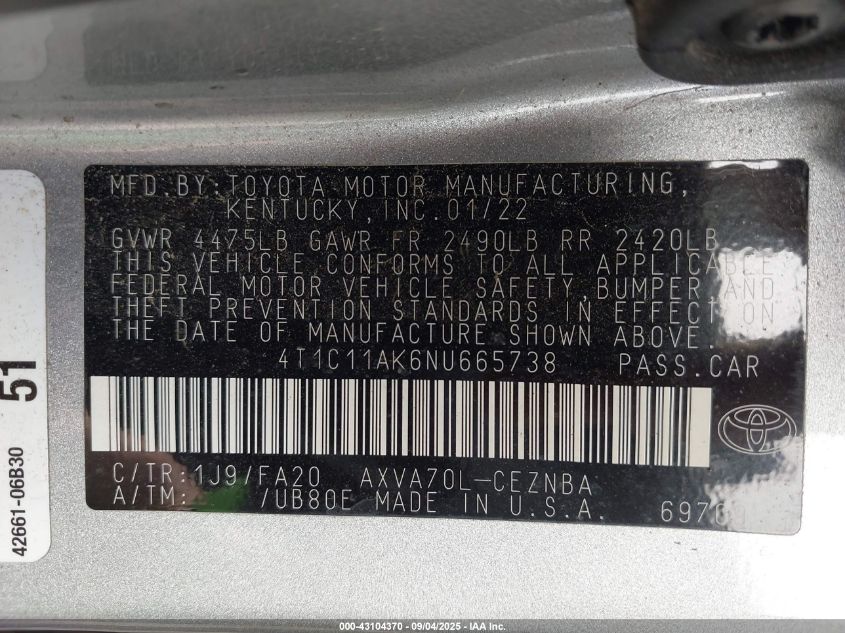 MFD. BY: TOYOTA MOTOR MANUFACTURING,
KENTUCKY, INC. 01/22
GVWR 4475LB GAWR FR 2490LB RR 2420LB
THIS VEHICLE CONFORMS TO ALL APPLICABLE
FEDERAL MOTOR VEHICLE SAFETY, BUMPER AND
THEFT PREVENTION STANDARDS IN EFFECT ON
THE DATE OF MANUFACTURE SHOWN ABOVE.
4T1C11AK6NU665738 PASS.CAR
C/TR: 1J9/FA20 AXVA70L-CEZNBA
A/TM: /UB80E MADE IN U.S.A.
51
42661-06B30
000-43104370 - 09/04/2025 - IAA Inc.